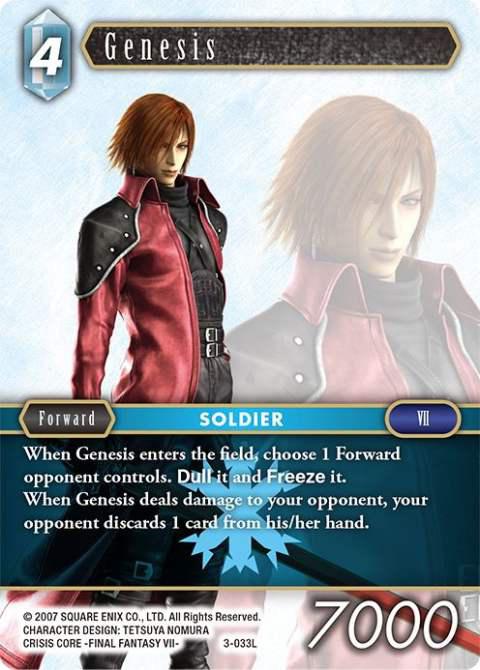 4
Genesis
Forward
SOLDIER
VII
When Genesis enters the field, choose 1 Forward
opponent controls. Dull it and Freeze it.
When Genesis deals damage to your opponent, your
opponent discards 1 card from his/her hand.
© 2007 SQUARE ENIX CO., LTD. All Rights Reserved.
CHARACTER DESIGN: TETSUYA NOMURA
CRISIS CORE -FINAL FANTASY VII-
3-033L
7000